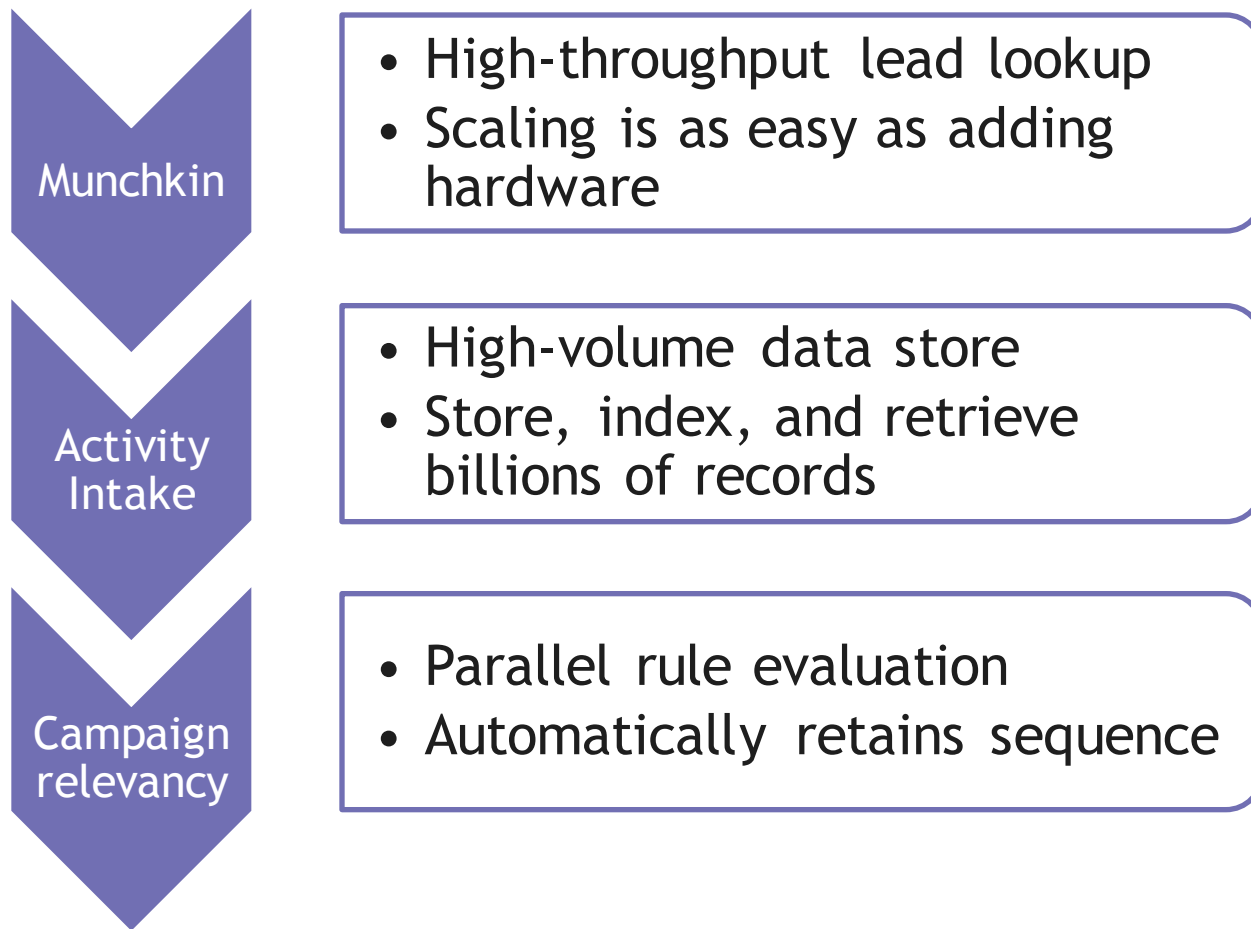 Munchkin
• High-throughput lead lookup
• Scaling is as easy as adding
hardware
Activity
Intake
• High-volume data store
• Store, index, and retrieve
billions of records
Campaign
relevancy
• Parallel rule evaluation
• Automatically retains sequence